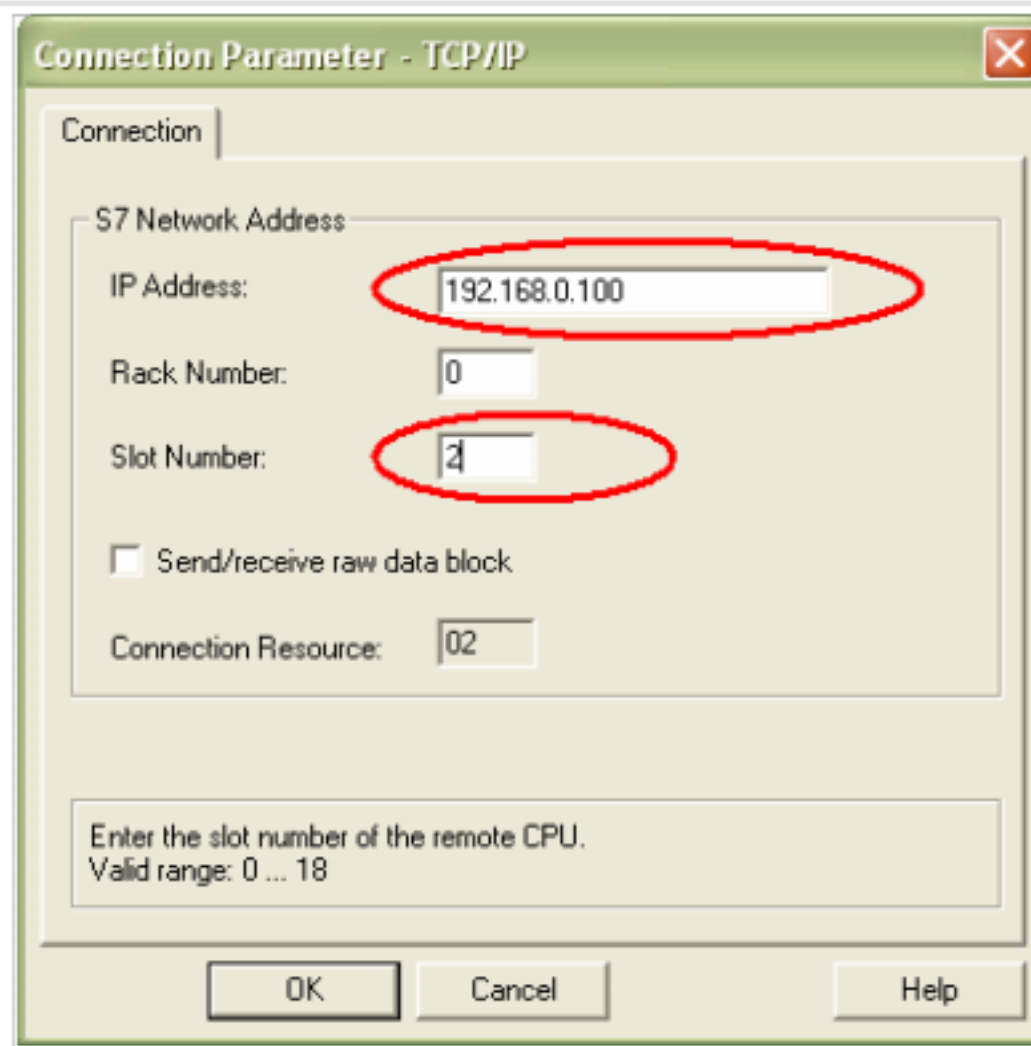 Connection Parameter - TCP/IP
Connection
S7 Network Address
IP Address: 192.168.0.100
Rack Number: 0
Slot Number: 2
Send/receive raw data block
Connection Resource: 02
Enter the slot number of the remote CPU.
Valid range: 0 ... 18
OK Cancel Help